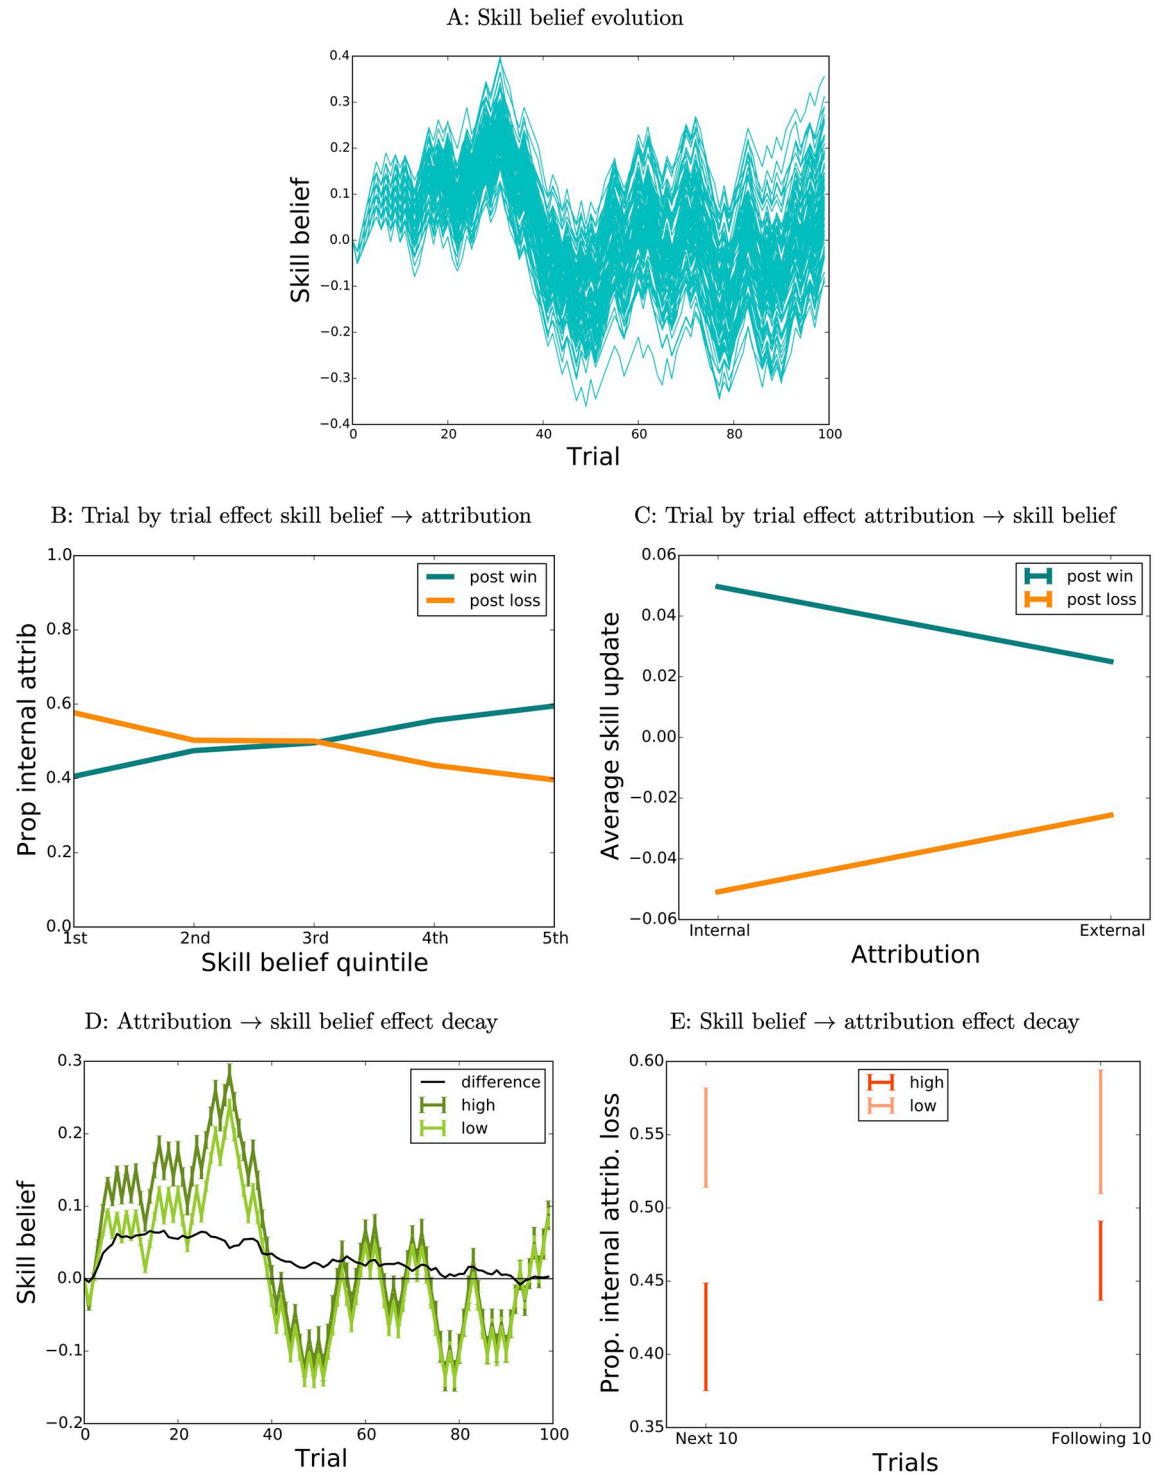 A: Skill belief evolution
0.4
0.3
0.2
0.1
0.0
−0.1
−0.2
−0.3
−0.4
Skill belief
0 20 40 60 80 100
Trial
B: Trial by trial effect skill belief → attribution
1.0
0.8
0.6
0.4
0.2
0.0
Prop internal attrib
post win
post loss
1st 2nd 3rd 4th 5th
Skill belief quintile
C: Trial by trial effect attribution → skill belief
0.06
0.04
0.02
0.00
−0.02
−0.04
−0.06
Average skill update
post win
post loss
Internal External
Attribution
D: Attribution → skill belief effect decay
0.3
0.2
0.1
0.0
−0.1
−0.2
Skill belief
difference
high
low
0 20 40 60 80 100
Trial
E: Skill belief → attribution effect decay
0.60
0.55
0.50
0.45
0.40
0.35
Prop. internal attrib. loss
high
low
Next 10 Following 10
Trials